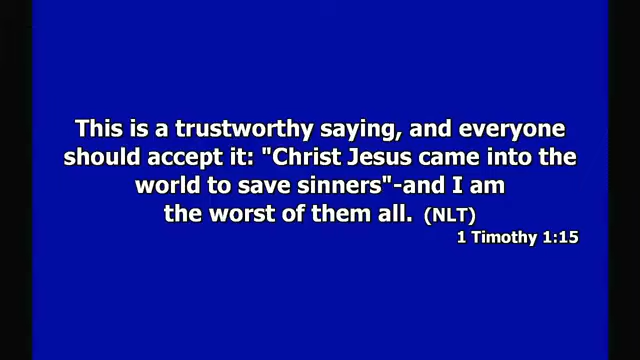 This is a trustworthy saying, and everyone
should accept it: "Christ Jesus came into the
world to save sinners"-and I am
the worst of them all. (NLT)
1 Timothy 1:15